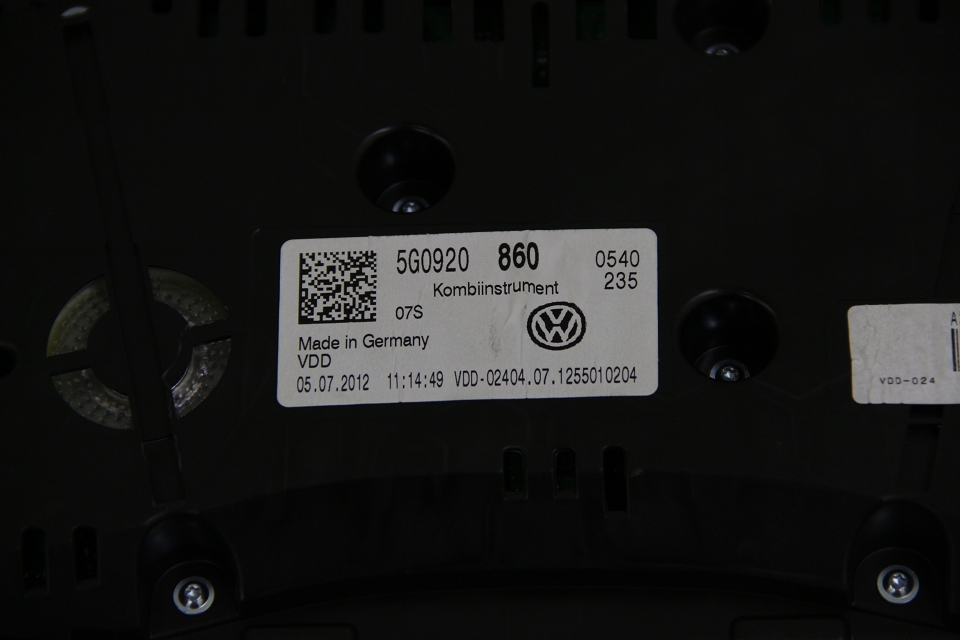 5G0920 860 0540
Kombiinstrument 235
07S
Made in Germany
VDD
05.07.2012 11:14:49 VDD-02404.07.1255010204
A
VDD-024